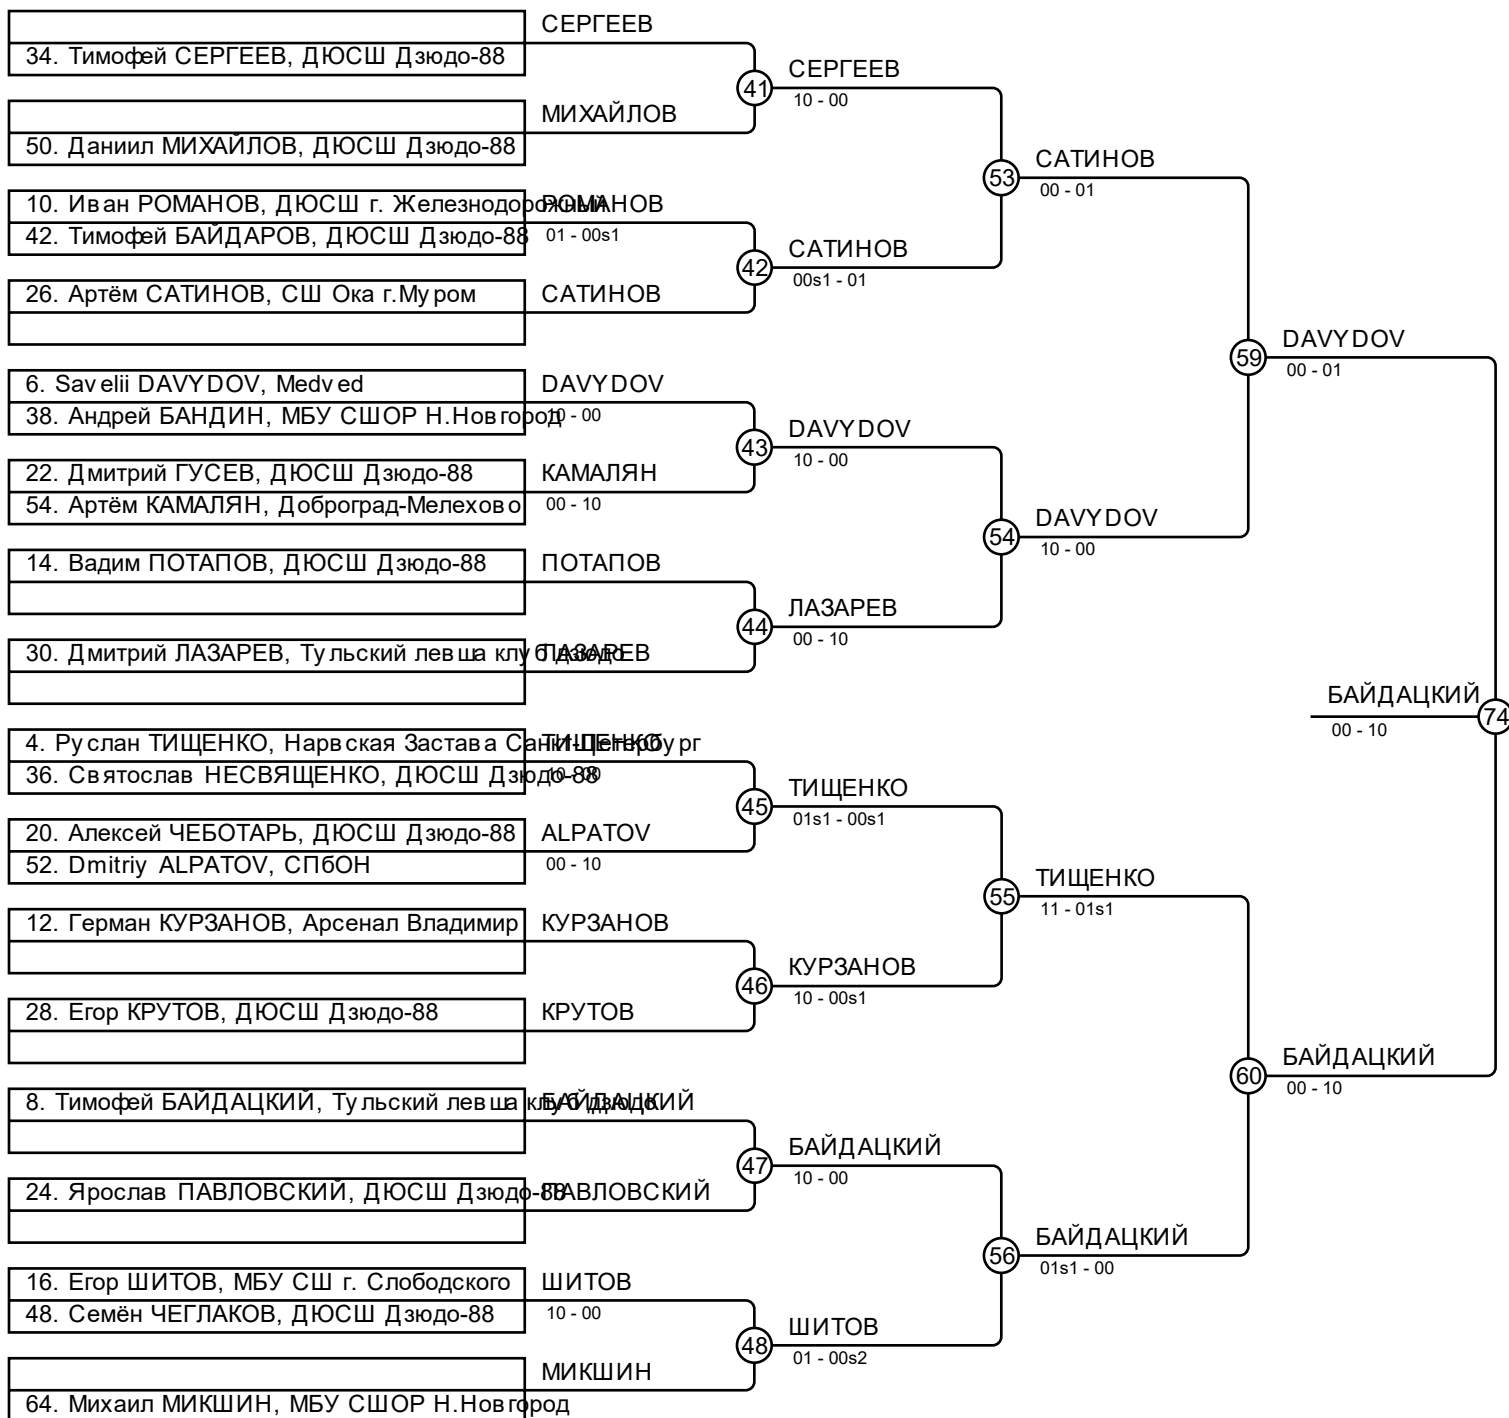 СЕРГЕЕВ
34. Тимофей СЕРГЕЕВ, ДЮСШ Дзюдо-88
41
СЕРГЕЕВ
10 - 00
МИХАЙЛОВ
50. Даниил МИХАЙЛОВ, ДЮСШ Дзюдо-88
53
САТИНОВ
00 - 01
10. Иван РОМАНОВ, ДЮСШ г. Железнодорожный
РОМАНОВ
42. Тимофей БАЙДАРОВ, ДЮСШ Дзюдо-88
01 - 00s1
42
САТИНОВ
00s1 - 01
26. Артём САТИНОВ, СШ Ока г.Муром
САТИНОВ
59
DAVYDOV
00 - 01
6. Savelii DAVYDOV, Medved
DAVYDOV
38. Андрей БАНДИН, МБУ СШОР Н.Новгород
10 - 00
43
DAVYDOV
10 - 00
22. Дмитрий ГУСЕВ, ДЮСШ Дзюдо-88
КАМАЛЯН
54. Артём КАМАЛЯН, Доброград-Мелехово
00 - 10
54
DAVYDOV
10 - 00
14. Вадим ПОТАПОВ, ДЮСШ Дзюдо-88
ПОТАПОВ
44
ЛАЗАРЕВ
00 - 10
30. Дмитрий ЛАЗАРЕВ, Тульский левша клуб дзюдо
ЛАЗАРЕВ
БАЙДАЦКИЙ
74
00 - 10
4. Руслан ТИЩЕНКО, Нарвская Застава Санкт-Петербург
ТИЩЕНКО
36. Святослав НЕСВЯЩЕНКО, ДЮСШ Дзюдо-88
10 - 00
45
ТИЩЕНКО
01s1 - 00s1
20. Алексей ЧЕБОТАРЬ, ДЮСШ Дзюдо-88
ALPATOV
52. Dmitriy ALPATOV, СПбОН
00 - 10
55
ТИЩЕНКО
11 - 01s1
12. Герман КУРЗАНОВ, Арсенал Владимир
КУРЗАНОВ
46
КУРЗАНОВ
10 - 00s1
28. Егор КРУТОВ, ДЮСШ Дзюдо-88
КРУТОВ
60
БАЙДАЦКИЙ
00 - 10
8. Тимофей БАЙДАЦКИЙ, Тульский левша клуб дзюдо
БАЙДАЦКИЙ
47
БАЙДАЦКИЙ
10 - 00
24. Ярослав ПАВЛОВСКИЙ, ДЮСШ Дзюдо-88
ПАВЛОВСКИЙ
56
БАЙДАЦКИЙ
01s1 - 00
16. Егор ШИТОВ, МБУ СШ г. Слободского
ШИТОВ
48. Семён ЧЕГЛАКОВ, ДЮСШ Дзюдо-88
10 - 00
48
ШИТОВ
01 - 00s2
МИКШИН
64. Михаил МИКШИН, МБУ СШОР Н.Новгород